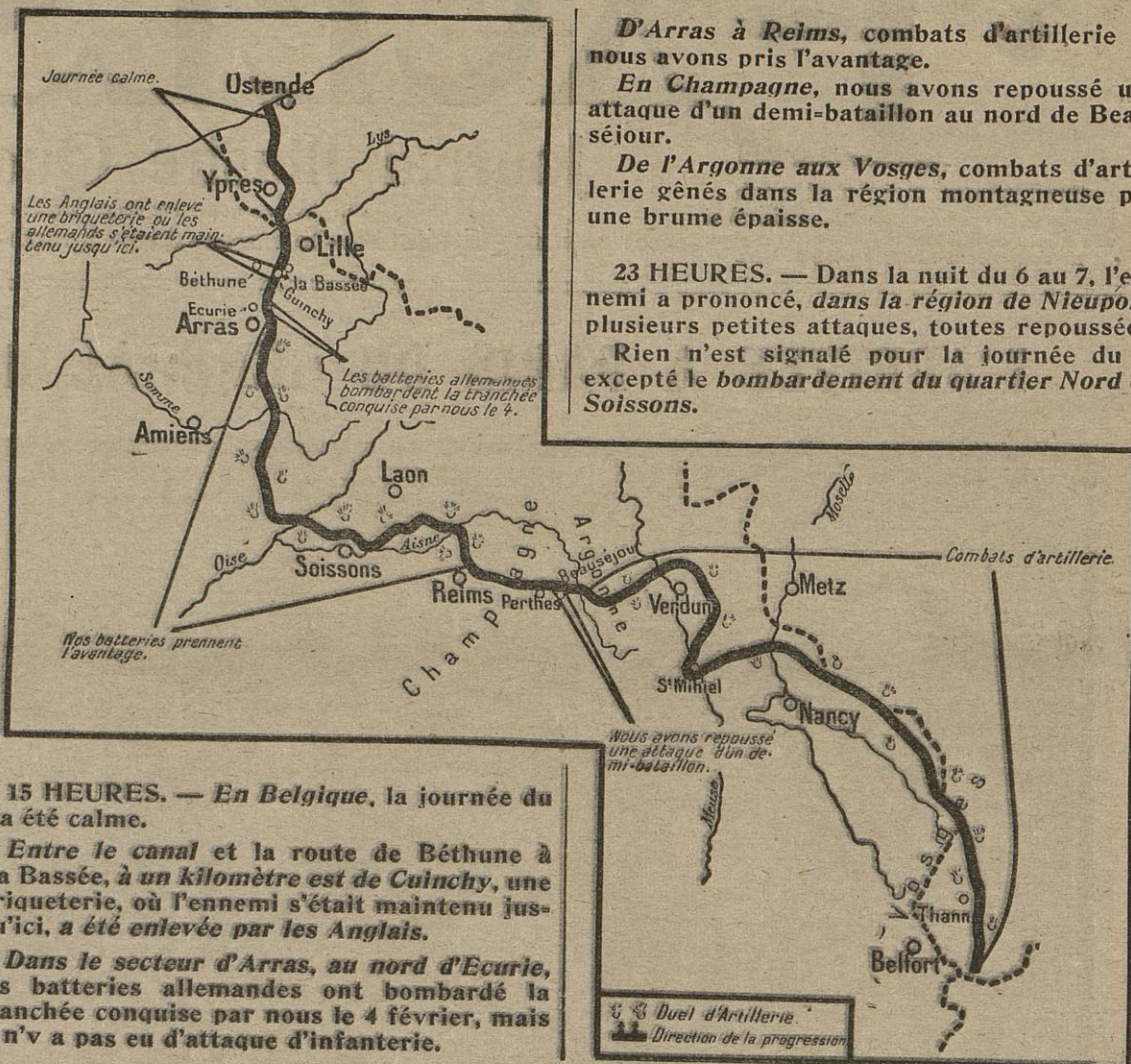 D'Arras à Reims, combats d'artillerie
nous avons pris l'avantage.
En Champagne, nous avons repoussé u
attaque d'un demi-bataillon au nord de Bea
séjour.
De l'Argonne aux Vosges, combats d'art
lerie gênés dans la région montagneuse p
une brume épaisse.
23 HEURES. — Dans la nuit du 6 au 7, l'e
nemi a prononcé, dans la région de Nieupo
plusieurs petites attaques, toutes repoussée
Rien n'est signalé pour la journée du
excepté le bombardement du quartier Nord
Soissons.
Journée calme.
Ostende
Lys
Ypres
Les Anglais ont enlevé
une briqueterie où les
allemands s'étaient main-
tenu jusqu'ici.
Lille
Béthune
la Bassée
Cuinchy
Ecurie
Arras
Les batteries allemandes
bombardent la tranchée
conquise par nous le 4.
Somme
Amiens
Laon
Oise
Aisne
Soissons
Reims
Perthes
Beauséjour
Champagne
Argonne
Verdun
Moselle
Metz
Combats d'artillerie.
Nos batteries prennent
l'avantage.
St Mihiel
Nancy
Nous avons repoussé
une attaque d'un de-
mi-bataillon.
Meuse
Vosges
Thann
Belfort
Duel d'Artillerie.
Direction de la progression
15 HEURES. — En Belgique, la journée du
a été calme.
Entre le canal et la route de Béthune à
a Bassée, à un kilomètre est de Cuinchy, une
riqueterie, où l'ennemi s'était maintenu jus-
u'ici, a été enlevée par les Anglais.
Dans le secteur d'Arras, au nord d'Ecurie,
s batteries allemandes ont bombardé la
anchée conquise par nous le 4 février, mais
n'y a pas eu d'attaque d'infanterie.